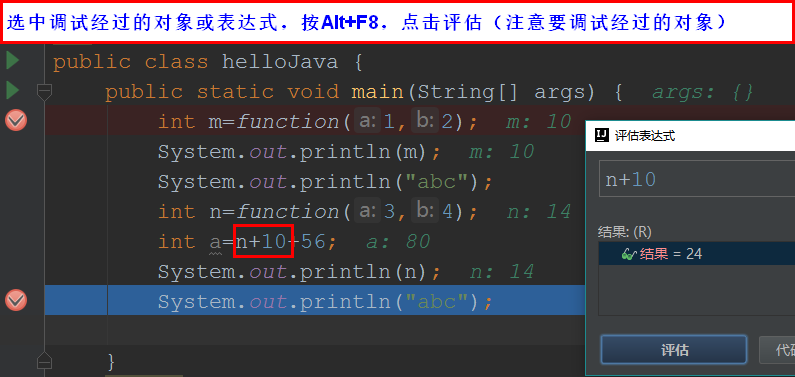 选中调试经过的对象或表达式，按Alt+F8，点击评估（注意要调试经过的对象）
public class helloJava {
public static void main(String[] args) {  args: {}
int m=function( a: 1, b: 2);  m: 10
System.out.println(m);  m: 10
System.out.println("abc");
int n=function( a: 3, b: 4);  n: 14
int a=n+10+56;  a: 80
System.out.println(n);  n: 14
System.out.println("abc");
}
评估表达式
n+10
结果: (R)
结果 = 24
评估
代